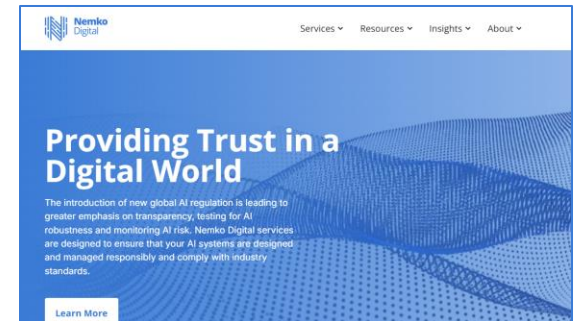 Nemko
Digital
Services
Resources
Insights
About
Providing Trust in a
Digital World
The introduction of new global AI regulation is leading to
greater emphasis on transparency, testing for AI
robustness and monitoring AI risk. Nemko Digital services
are designed to ensure that your AI systems are designed
and managed responsibly and comply with industry
standards.
Learn More